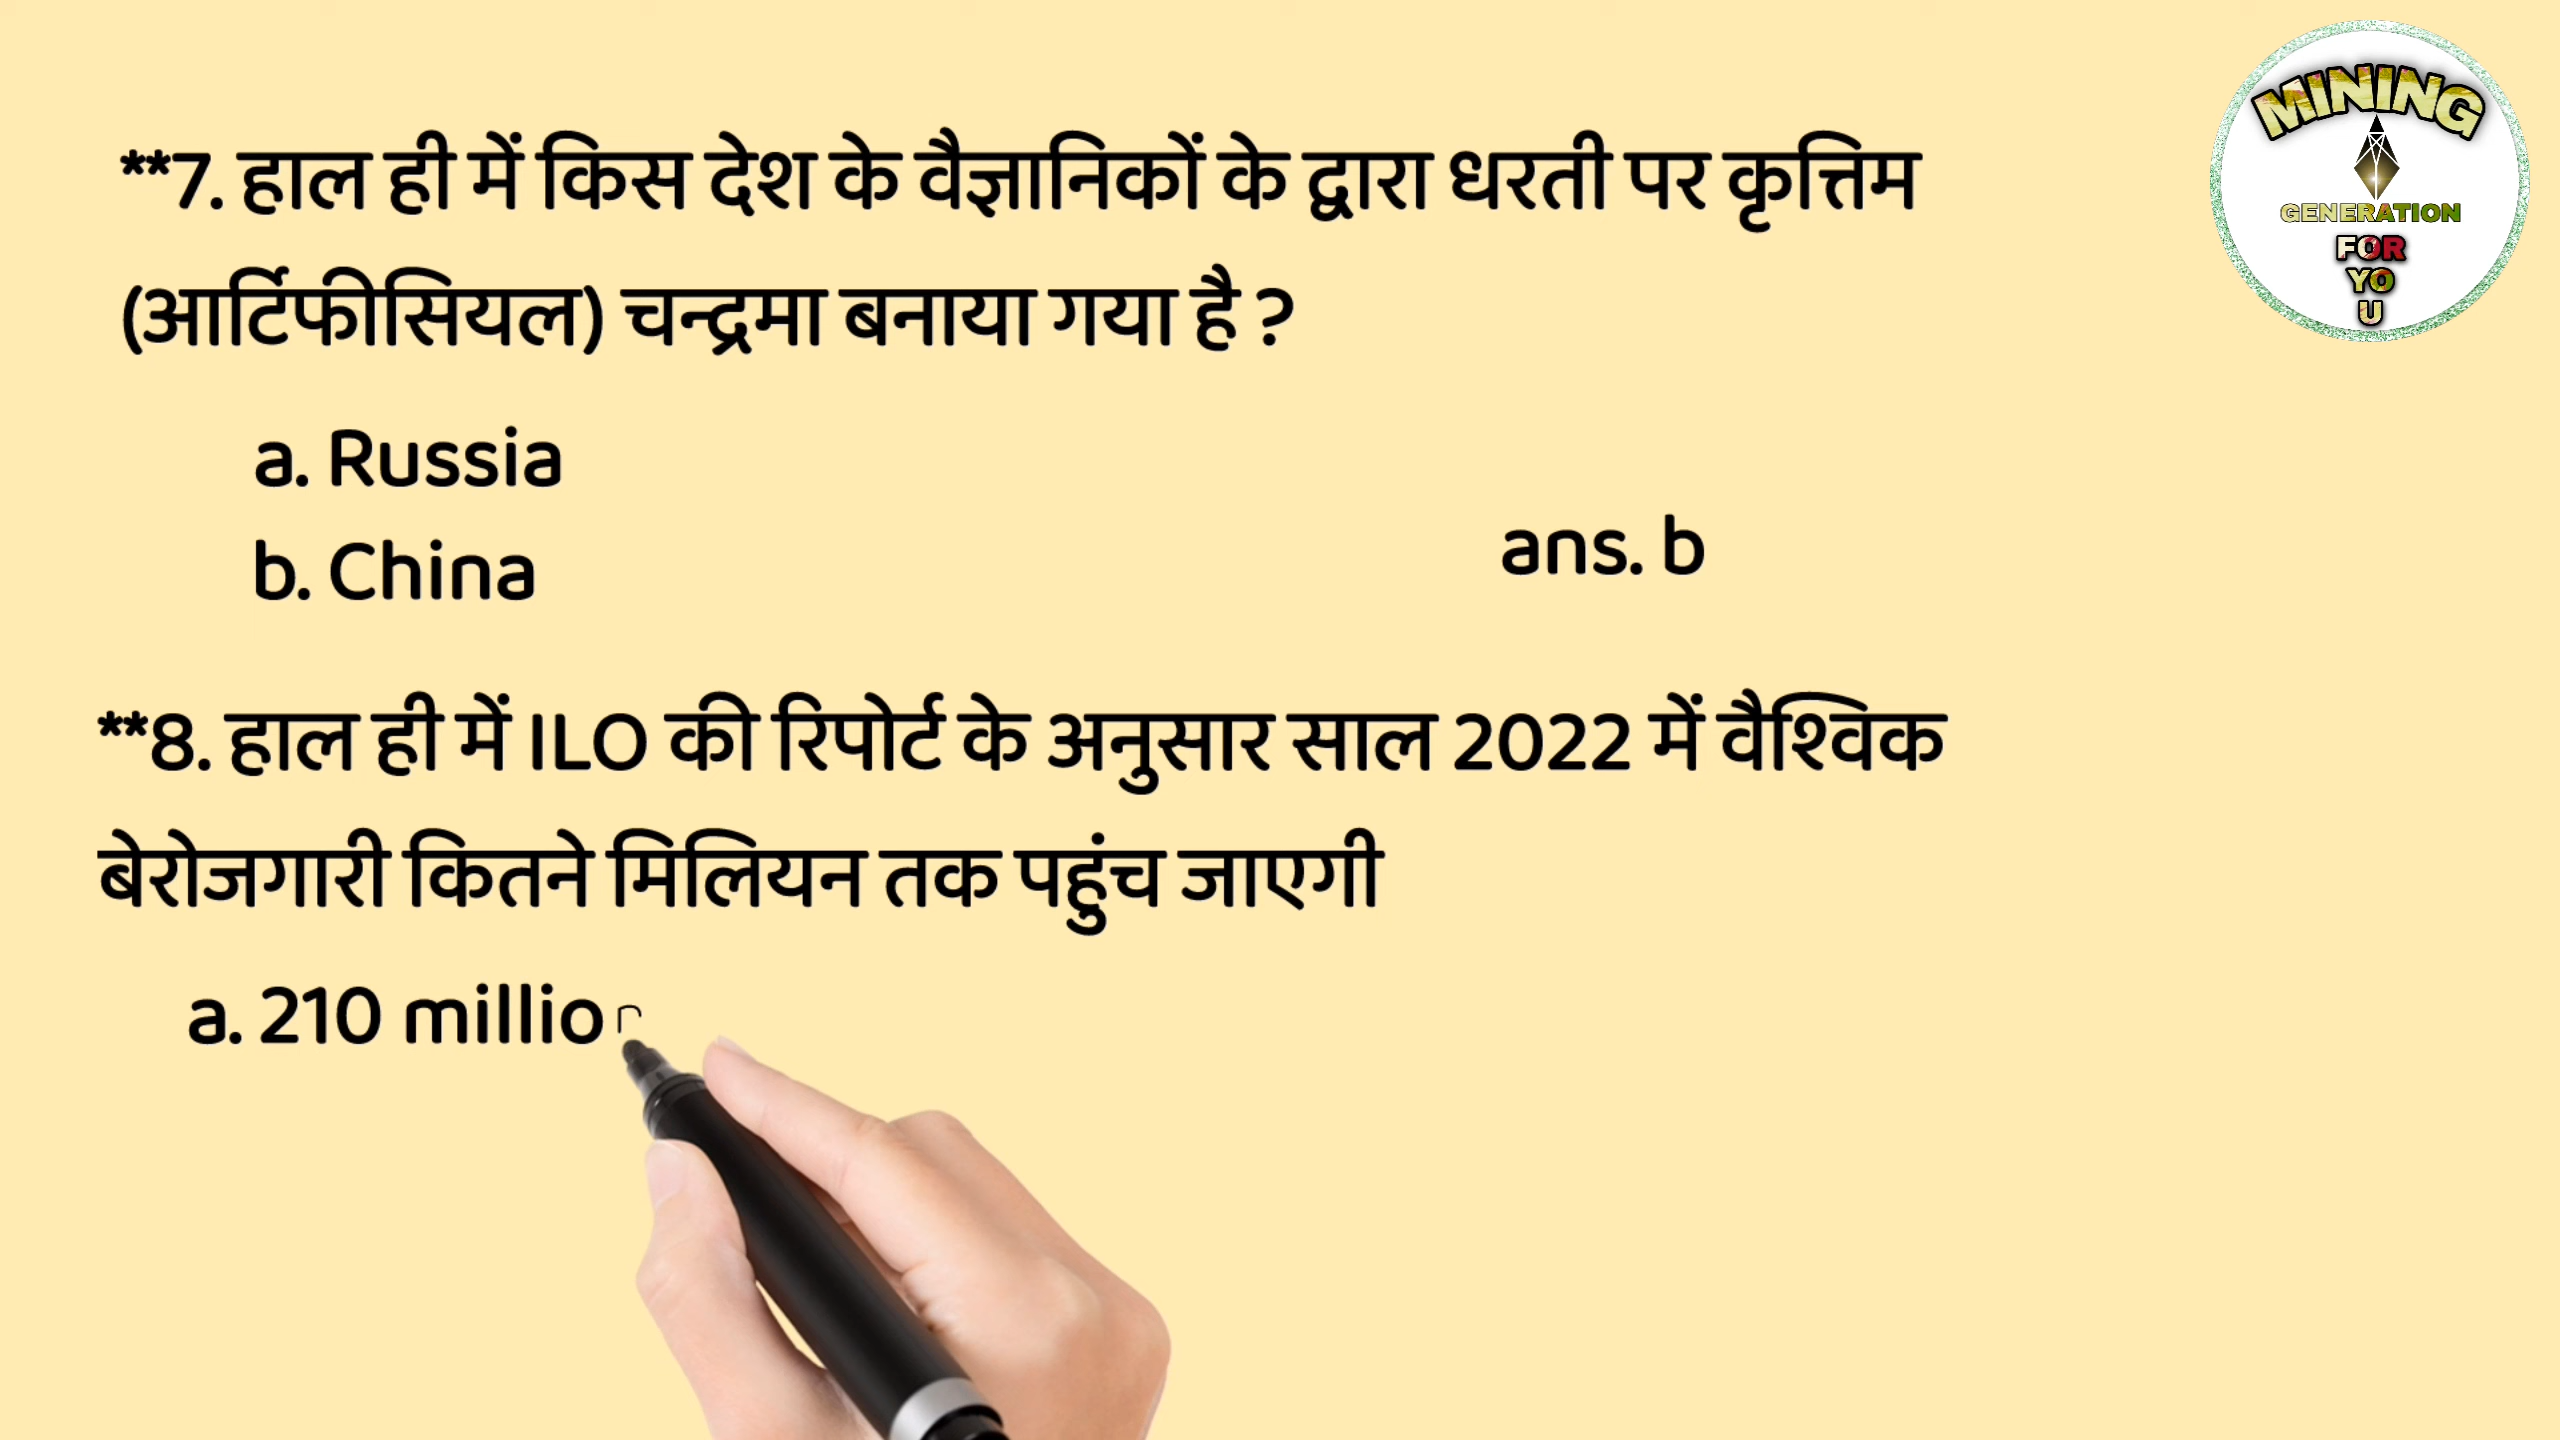 **7. हाल ही में किस देश के वैज्ञानिकों के द्वारा धरती पर कृत्तिम
(आर्टिफीसियल) चन्द्रमा बनाया गया है ?
a. Russia
b. China
ans. b
**8. हाल ही में ILO की रिपोर्ट के अनुसार साल 2022 में वैश्विक
बेरोजगारी कितने मिलियन तक पहुंच जाएगी
a. 210 million
MINING
GENERATION
FOR
YO
U